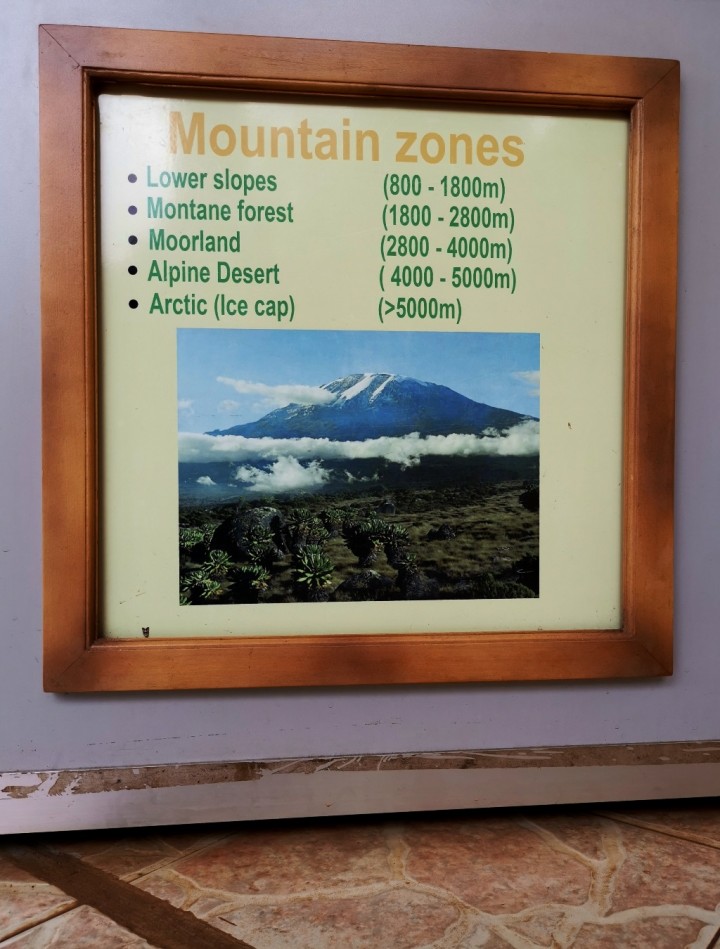 Mountain zones
• Lower slopes (800 - 1800m)
• Montane forest (1800 - 2800m)
• Moorland (2800 - 4000m)
• Alpine Desert ( 4000 - 5000m)
• Arctic (Ice cap) (>5000m)